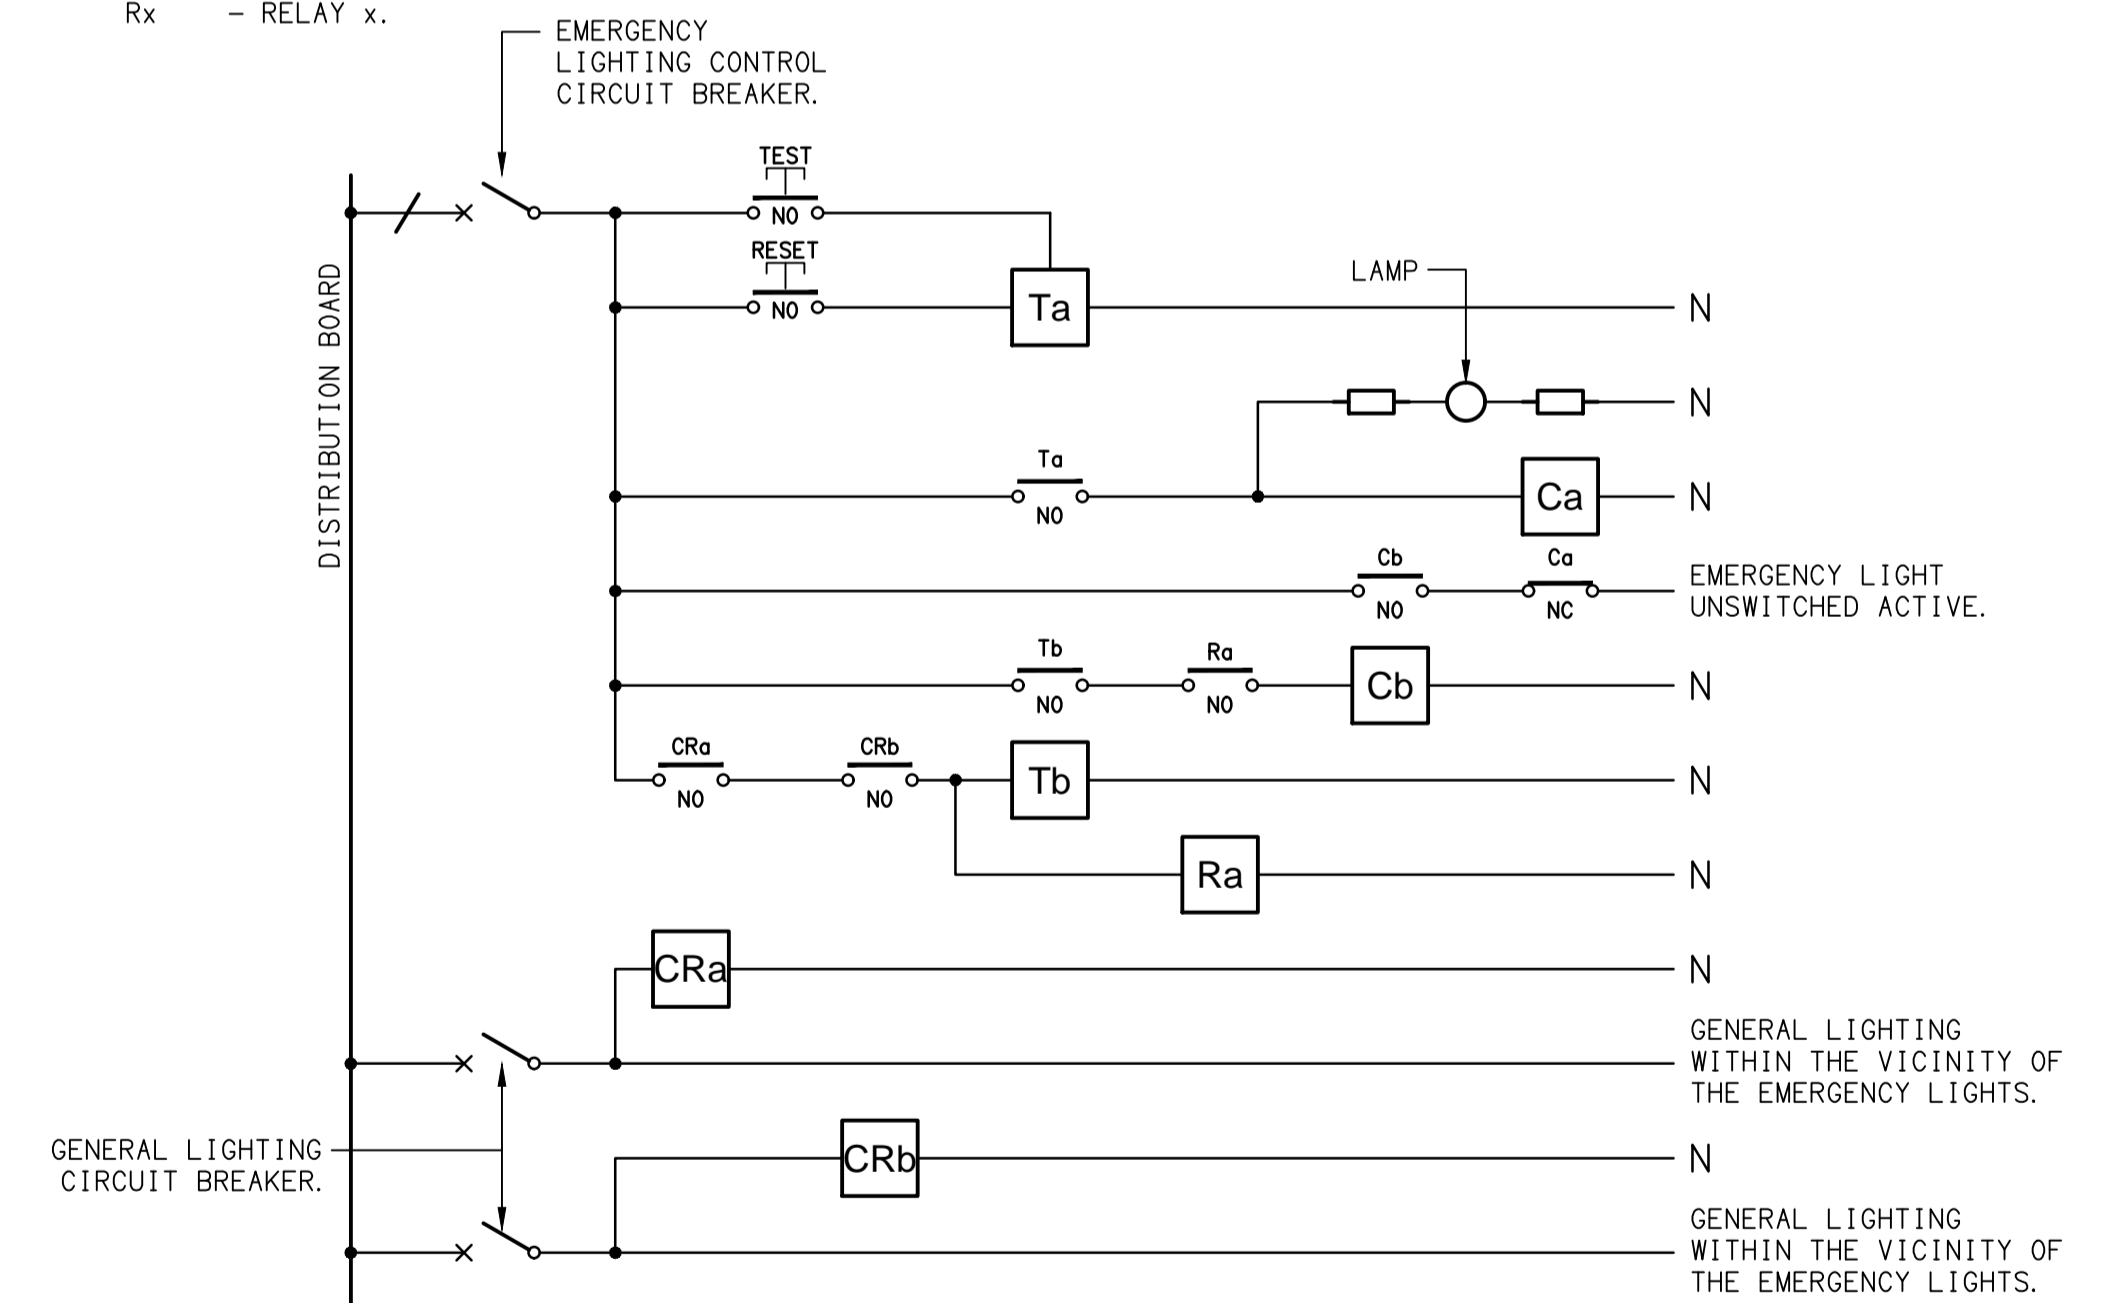 Rx – RELAY x.
EMERGENCY
LIGHTING CONTROL
CIRCUIT BREAKER.
DISTRIBUTION BOARD
TEST
NO
RESET
NO
Ta
N
LAMP
N
Ta
NO
Ca
N
Cb
NO
Ca
NC
EMERGENCY LIGHT
UNSWITCHED ACTIVE.
Tb
NO
Ra
NO
Cb
N
CRa
NO
CRb
NO
Tb
N
Ra
N
CRa
N
GENERAL LIGHTING
WITHIN THE VICINITY OF
THE EMERGENCY LIGHTS.
GENERAL LIGHTING
CIRCUIT BREAKER.
CRb
N
GENERAL LIGHTING
WITHIN THE VICINITY OF
THE EMERGENCY LIGHTS.